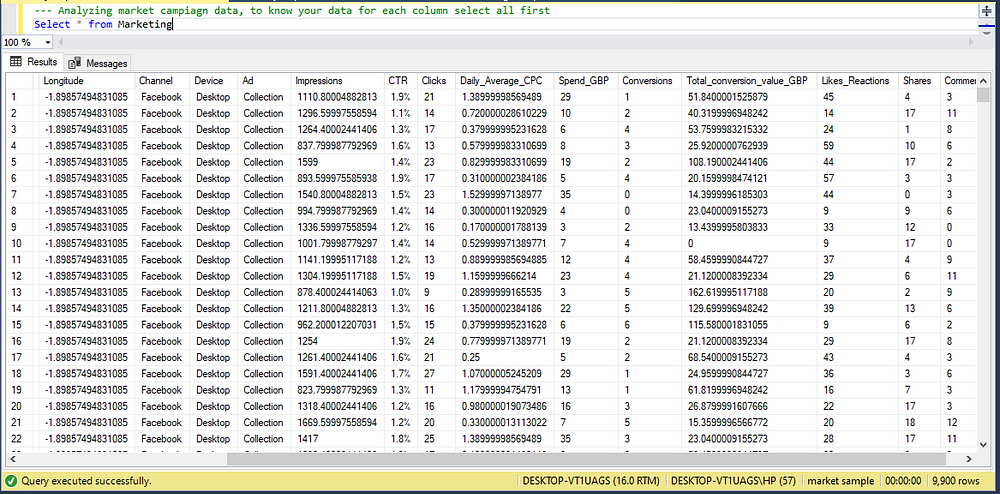 --- Analyzing market campiagn data, to know your data for each column select all first
Select * from Marketing
100 %
Results Messages
Longitude Channel Device Ad Impressions CTR Clicks Daily_Average_CPC Spend_GBP Conversions Total_conversion_value_GBP Likes_Reactions Shares Commer
1 -1.89857494831085 Facebook Desktop Collection 1110.80004882813 1.9% 21 1.38999998569489 29 1 51.8400001525879 45 4 3
2 -1.89857494831085 Facebook Desktop Collection 1296.59997558594 1.1% 14 0.720000028610229 10 2 40.3199996948242 14 17 11
3 -1.89857494831085 Facebook Desktop Collection 1264.40002441406 1.3% 17 0.379999995231628 6 4 53.7599983215332 24 1 8
4 -1.89857494831085 Facebook Desktop Collection 837.799987792969 1.6% 13 0.579999983310699 8 3 25.9200000762939 59 10 6
5 -1.89857494831085 Facebook Desktop Collection 1599 1.4% 23 0.829999983310699 19 2 108.190002441406 44 17 2
6 -1.89857494831085 Facebook Desktop Collection 893.599975585938 1.9% 17 0.310000002384186 5 4 20.1599998474121 57 3 3
7 -1.89857494831085 Facebook Desktop Collection 1540.80004882813 1.5% 23 1.52999997138977 35 0 14.3999996185303 44 0 3
8 -1.89857494831085 Facebook Desktop Collection 994.799987792969 1.4% 14 0.300000011920929 4 0 23.0400009155273 9 9 6
9 -1.89857494831085 Facebook Desktop Collection 1336.59997558594 1.2% 16 0.170000001788139 3 2 13.4399995803833 33 12 0
10 -1.89857494831085 Facebook Desktop Collection 1001.79998779297 1.4% 14 0.529999971389771 7 4 0 9 17 0
11 -1.89857494831085 Facebook Desktop Collection 1141.19995117188 1.2% 13 0.889999985694885 12 4 58.4599990844727 37 4 9
12 -1.89857494831085 Facebook Desktop Collection 1304.19995117188 1.5% 19 1.1599999666214 23 4 21.1200008392334 29 6 11
13 -1.89857494831085 Facebook Desktop Collection 878.400024414063 1.0% 9 0.28999999165535 3 5 162.619995117188 20 2 9
14 -1.89857494831085 Facebook Desktop Collection 1211.80004882813 1.3% 16 1.35000002384186 22 5 129.699996948242 39 13 6
15 -1.89857494831085 Facebook Desktop Collection 962.200012207031 1.5% 15 0.379999995231628 6 6 115.580001831055 9 6 2
16 -1.89857494831085 Facebook Desktop Collection 1254 1.9% 24 0.779999971389771 19 2 21.1200008392334 29 17 8
17 -1.89857494831085 Facebook Desktop Collection 1261.40002441406 1.6% 21 0.25 5 2 68.5400009155273 43 4 3
18 -1.89857494831085 Facebook Desktop Collection 1591.40002441406 1.7% 27 1.07000005245209 29 1 24.9599990844727 36 3 6
19 -1.89857494831085 Facebook Desktop Collection 823.799987792969 1.3% 11 1.17999994754791 13 1 61.8199996948242 16 7 3
20 -1.89857494831085 Facebook Desktop Collection 1318.40002441406 1.2% 16 0.980000019073486 16 3 26.8799991607666 22 17 3
21 -1.89857494831085 Facebook Desktop Collection 1669.59997558594 1.2% 20 0.330000013113022 7 5 15.3599996566772 20 18 12
22 -1.89857494831085 Facebook Desktop Collection 1417 1.8% 25 1.38999998569489 35 3 23.0400009155273 28 17 11
Query executed successfully. DESKTOP-VT1UAGS (16.0 RTM) DESKTOP-VT1UAGS\HP (57) market sample 00:00:00 9,900 rows